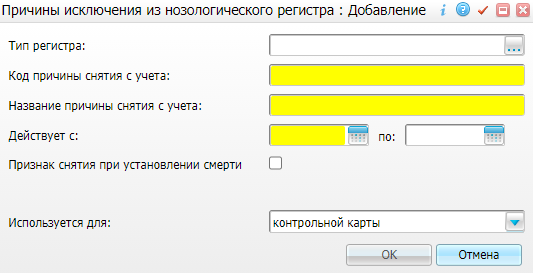 Причины исключения из нозологического регистра : Добавление
Тип регистра: ...
Код причины снятия с учета:
Название причины снятия с учета:
Действует с: по:
Признак снятия при установлении смерти
Используется для: контрольной карты
OK Отмена